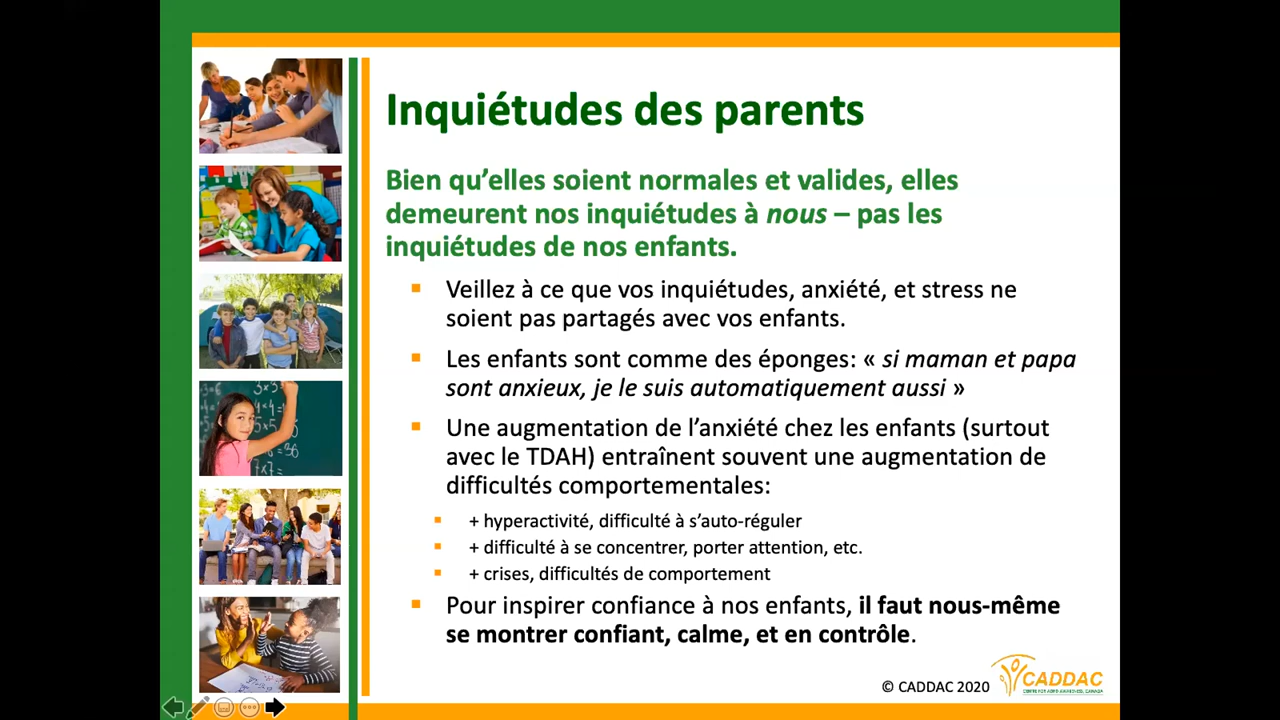 Inquiétudes des parents
Bien qu’elles soient normales et valides, elles
demeurent nos inquiétudes à nous – pas les
inquiétudes de nos enfants.
Veillez à ce que vos inquiétudes, anxiété, et stress ne
soient pas partagés avec vos enfants.
Les enfants sont comme des éponges: « si maman et papa
sont anxieux, je le suis automatiquement aussi »
Une augmentation de l’anxiété chez les enfants (surtout
avec le TDAH) entraînent souvent une augmentation de
difficultés comportementales:
+ hyperactivité, difficulté à s’auto-réguler
+ difficulté à se concentrer, porter attention, etc.
+ crises, difficultés de comportement
Pour inspirer confiance à nos enfants, il faut nous-même
se montrer confiant, calme, et en contrôle.
© CADDAC 2020
CADDAC